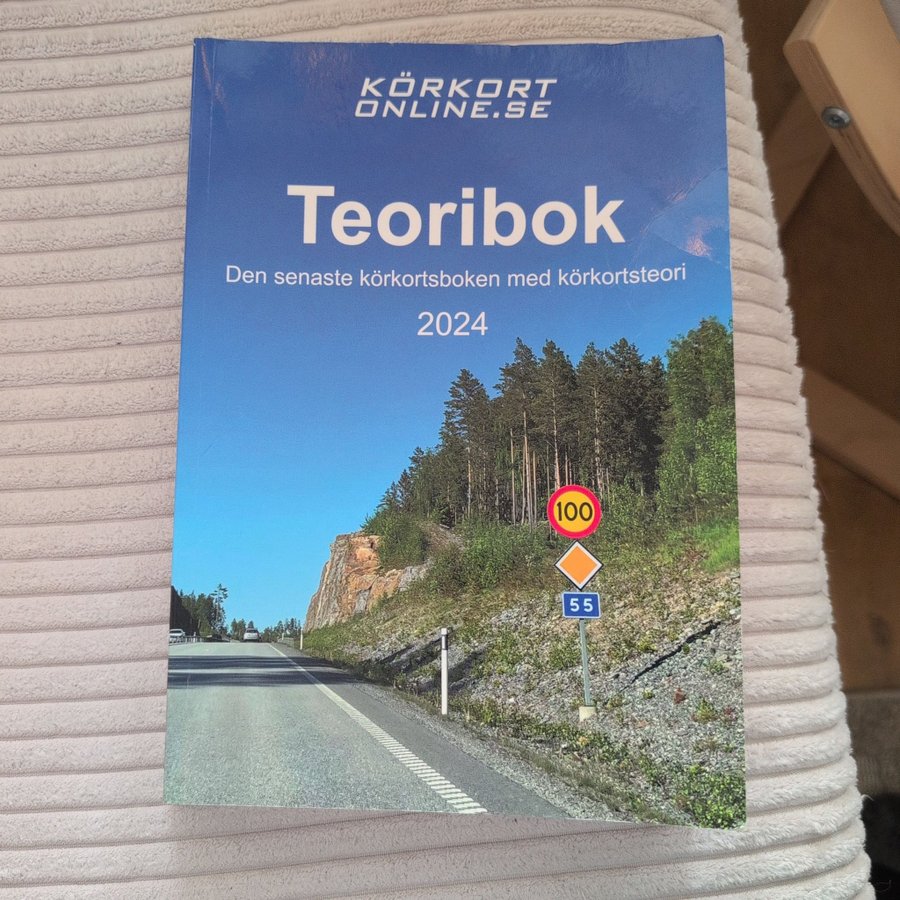 KÖRKORT
ONLINE.SE
Teoribok
Den senaste körkortsboken med körkortsteori
2024
100
55